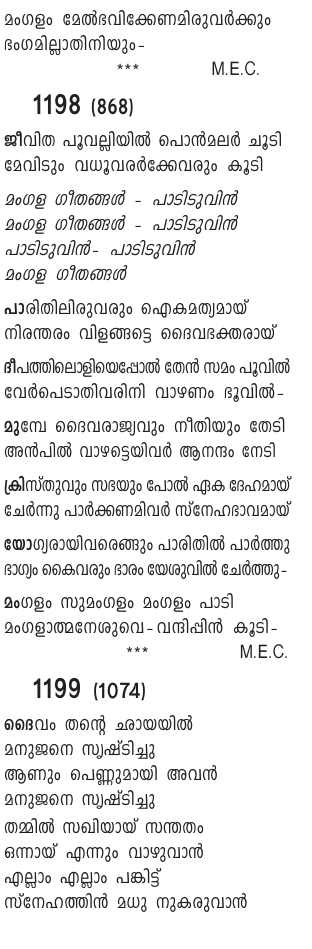 മംഗളം മേൽഭവിക്കേണമിരുവർക്കും
ഭംഗമില്ലാതിനിയും-
*** M.E.C.
1198 (868)
ജീവിത പൂവല്ലിയിൽ പൊൻമലർ ചൂടി
മേവിടും വധൂവരർക്കേവരും കൂടി
മംഗള ഗീതങ്ങൾ - പാടിടുവിൻ
മംഗള ഗീതങ്ങൾ - പാടിടുവിൻ
പാടിടുവിൻ- പാടിടുവിൻ
മംഗള ഗീതങ്ങൾ
പാരിതിലിരുവരും ഐകമത്യമായ്
നിരന്തരം വിളങ്ങട്ടെ ദൈവഭക്തരായ്
ദീപത്തിലൊളിയെപ്പോൽ തേൻ സമം പൂവിൽ
വേർപെടാതിവരിനി വാഴണം ഭൂവിൽ-
മുമ്പേ ദൈവരാജ്യവും നീതിയും തേടി
അൻപിൽ വാഴട്ടെയിവർ ആനന്ദം നേടി
ക്രിസ്തുവും സഭയും പോൽ ഏക ദേഹമായ്
ചേർന്നു പാർക്കണമിവർ സ്നേഹഭാവമായ്
യോഗ്യരായിവരെങ്ങും പാരിതിൽ പാർത്തു
ഭാഗ്യം കൈവരും ഭാരം യേശുവിൽ ചേർത്തു-
മംഗളം സുമംഗളം മംഗളം പാടി
മംഗളാത്മനേശുവെ-വന്ദിപ്പിൻ കൂടി-
*** M.E.C.
1199 (1074)
ദൈവം തന്റെ ഛായയിൽ
മനുജനെ സൃഷ്ടിച്ചു
ആണും പെണ്ണുമായി അവൻ
മനുജനെ സൃഷ്ടിച്ചു
തമ്മിൽ സഖിയായ് സന്തതം
ഒന്നായ് എന്നും വാഴുവാൻ
എല്ലാം എല്ലാം പങ്കിട്ട്
സ്നേഹത്തിൻ മധു നുകരുവാൻ